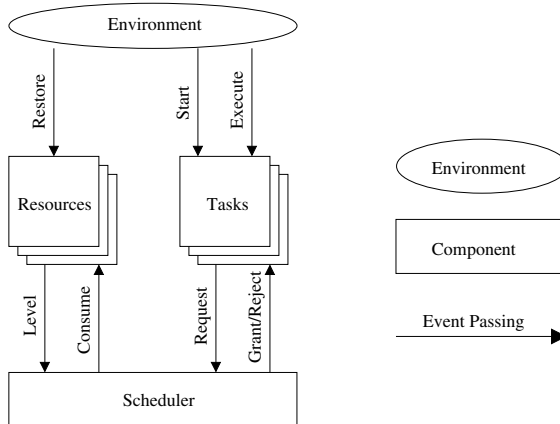 Environment
Restore
Start
Execute
Resources
Tasks
Level
Consume
Request
Grant/Reject
Scheduler
Environment
Component
Event Passing